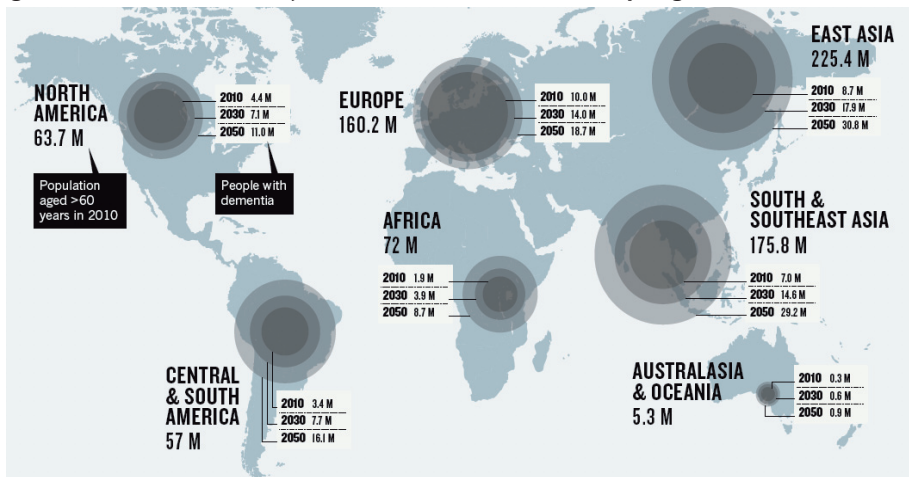 NORTH
AMERICA
63.7 M
2010 4.4 M
2030 7.1 M
2050 11.0 M
Population
aged >60
years in 2010
People with
dementia
EUROPE
160.2 M
2010 10.0 M
2030 14.0 M
2050 18.7 M
EAST ASIA
225.4 M
2010 8.7 M
2030 17.9 M
2050 30.8 M
AFRICA
72 M
2010 1.9 M
2030 3.9 M
2050 8.7 M
SOUTH &
SOUTHEAST ASIA
175.8 M
2010 7.0 M
2030 14.6 M
2050 29.2 M
CENTRAL
& SOUTH
AMERICA
57 M
2010 3.4 M
2030 7.7 M
2050 16.1 M
AUSTRALASIA
& OCEANIA
5.3 M
2010 0.3 M
2030 0.6 M
2050 0.9 M